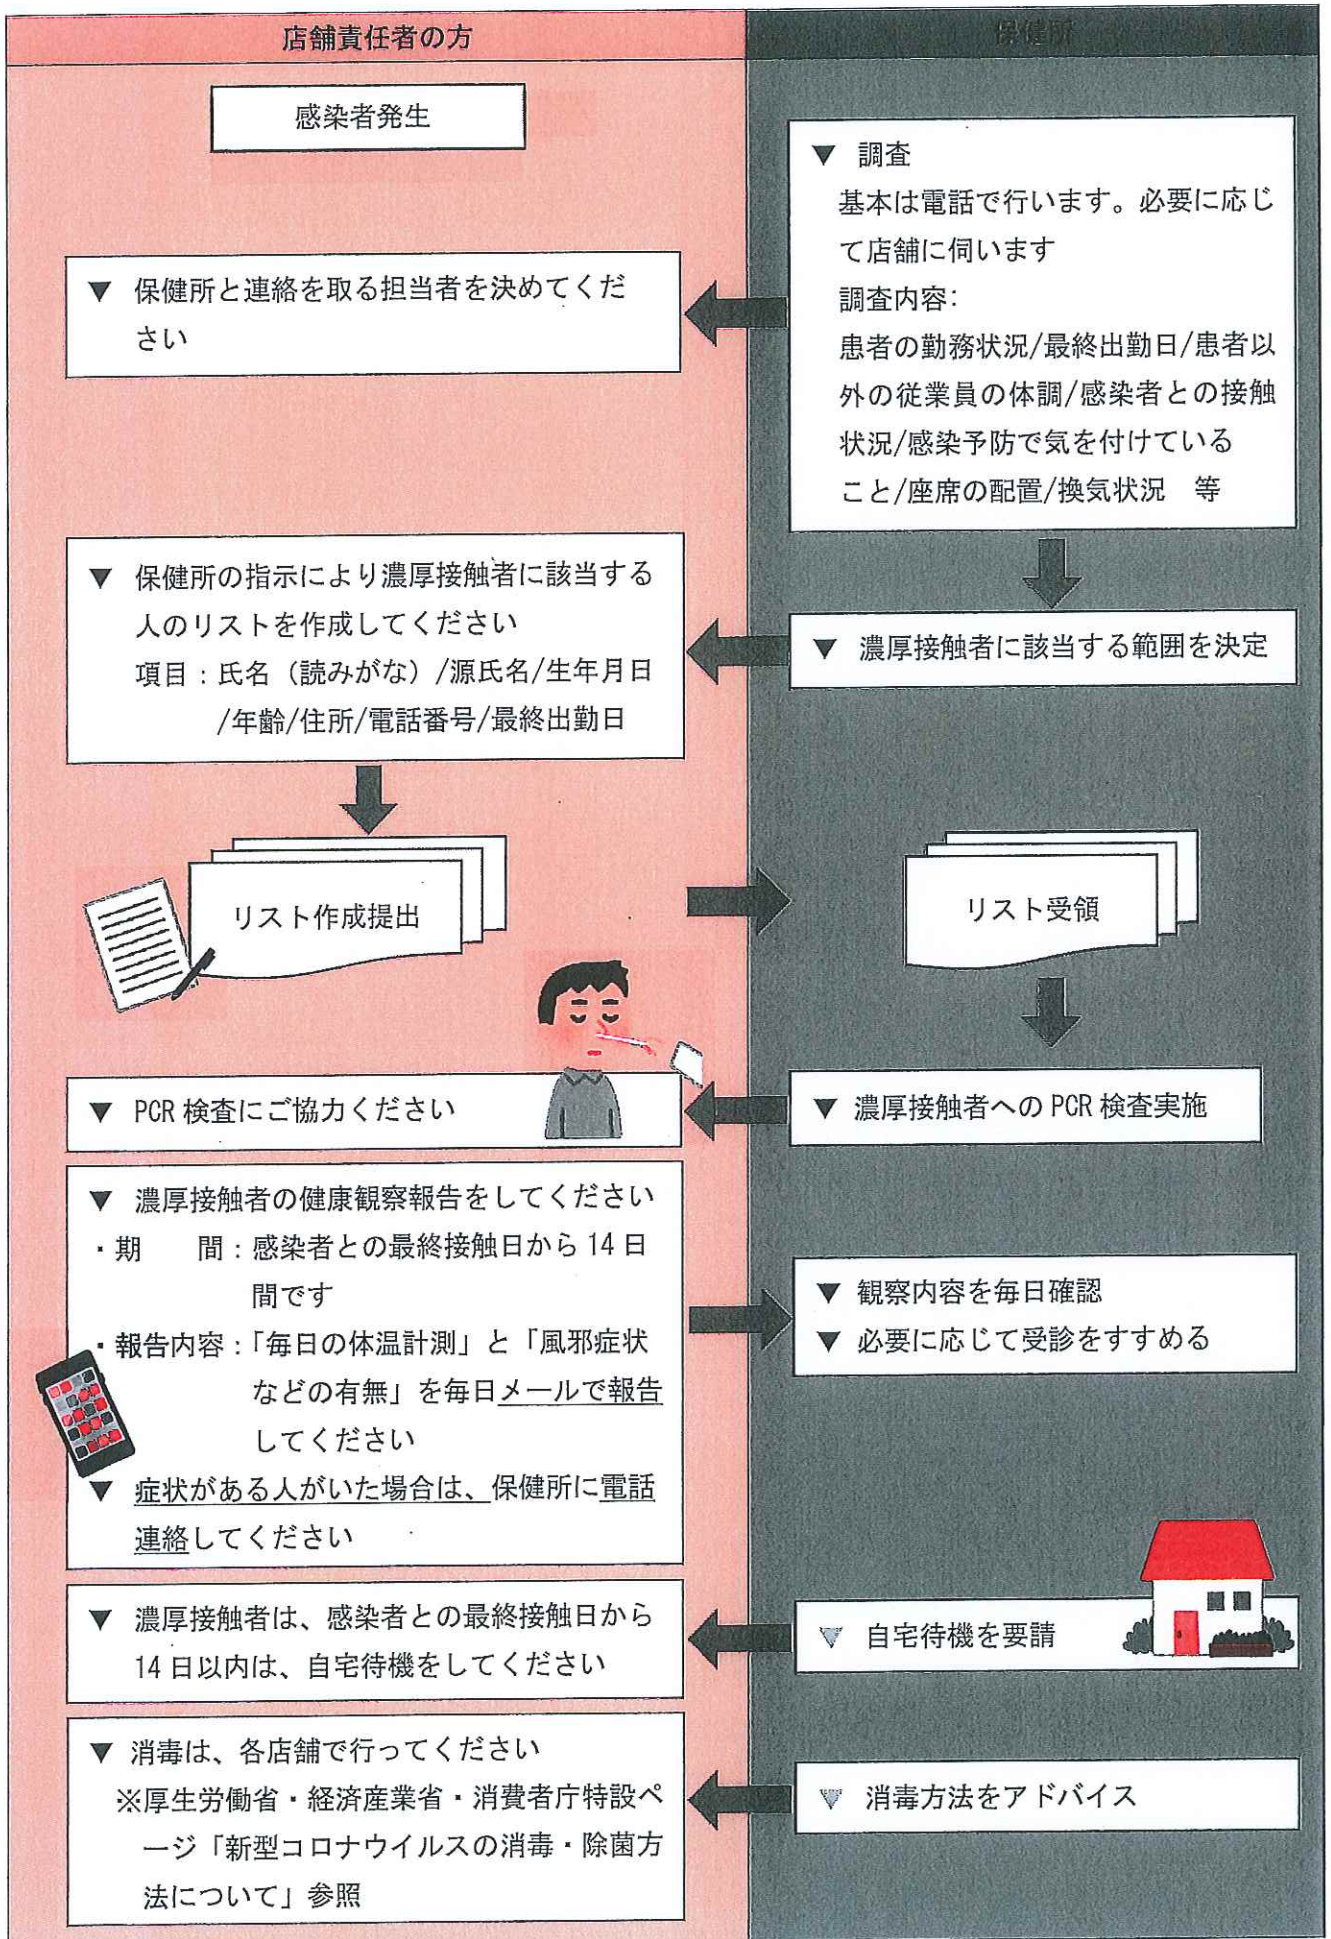 店舗責任者の方
保健所
感染者発生
▼ 調査
基本は電話で行います。必要に応じ
て店舗に伺います
調査内容:
患者の勤務状況/最終出勤日/患者以
外の従業員の体調/感染者との接触
状況/感染予防で気を付けている
こと/座席の配置/換気状況　等
▼ 保健所と連絡を取る担当者を決めてくだ
さい
▼ 濃厚接触者に該当する範囲を決定
▼ 保健所の指示により濃厚接触者に該当する
人のリストを作成してください
項目：氏名（読みがな）/源氏名/生年月日
/年齢/住所/電話番号/最終出勤日
リスト作成提出
リスト受領
▼ 濃厚接触者への PCR 検査実施
▼ PCR 検査にご協力ください
▼ 濃厚接触者の健康観察報告をしてください
・期　　間：感染者との最終接触日から 14 日
間です
・報告内容：「毎日の体温計測」と「風邪症状
などの有無」を毎日メールで報告
してください
▼ 症状がある人がいた場合は、保健所に電話
連絡してください
▼ 観察内容を毎日確認
▼ 必要に応じて受診をすすめる
▼ 自宅待機を要請
▼ 濃厚接触者は、感染者との最終接触日から
14 日以内は、自宅待機をしてください
▼ 消毒方法をアドバイス
▼ 消毒は、各店舗で行ってください
※厚生労働省・経済産業省・消費者庁特設ペ
ージ「新型コロナウイルスの消毒・除菌方
法について」参照